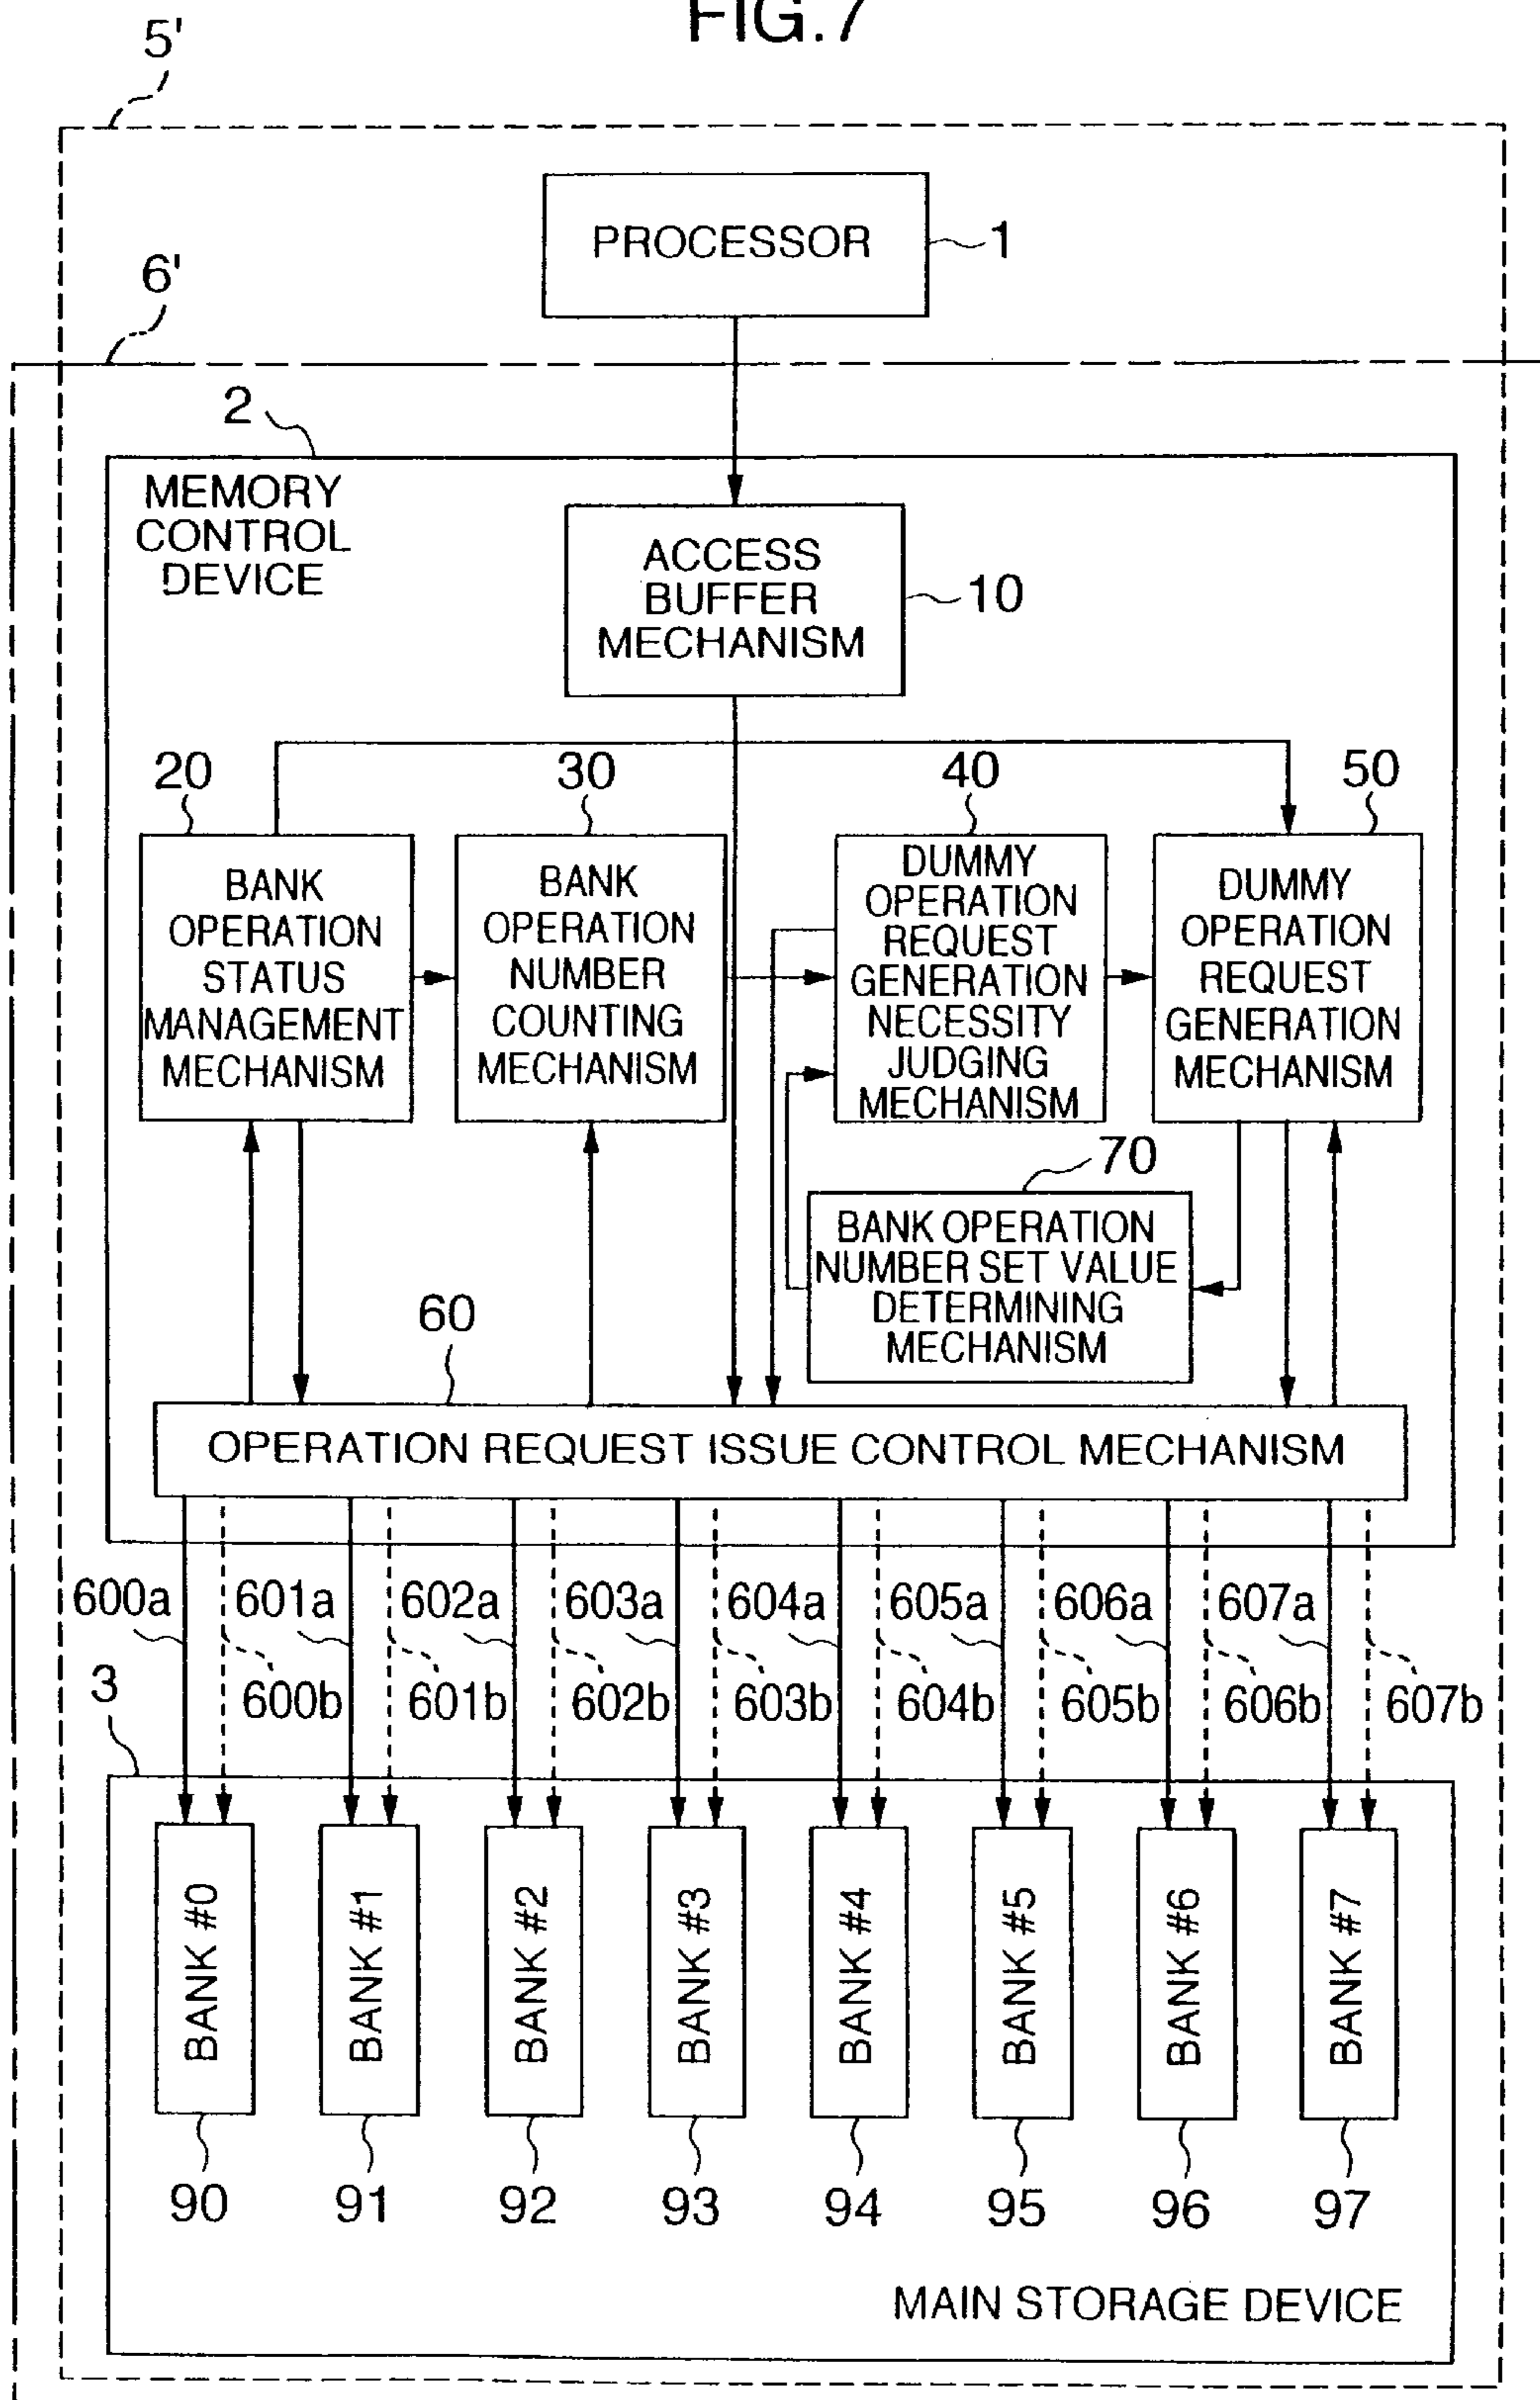 FIG.7
5'
PROCESSOR
1
6'
2
MEMORY
CONTROL
DEVICE
ACCESS
BUFFER
MECHANISM
10
20
30
40
50
BANK
OPERATION
STATUS
MANAGEMENT
MECHANISM
BANK
OPERATION
NUMBER
COUNTING
MECHANISM
DUMMY
OPERATION
REQUEST
GENERATION
NECESSITY
JUDGING
MECHANISM
DUMMY
OPERATION
REQUEST
GENERATION
MECHANISM
70
BANK OPERATION
NUMBER SET VALUE
DETERMINING
MECHANISM
60
OPERATION REQUEST ISSUE CONTROL MECHANISM
600a 601a 602a 603a 604a 605a 606a 607a
600b 601b 602b 603b 604b 605b 606b 607b
3
BANK #0
BANK #1
BANK #2
BANK #3
BANK #4
BANK #5
BANK #6
BANK #7
90 91 92 93 94 95 96 97
MAIN STORAGE DEVICE